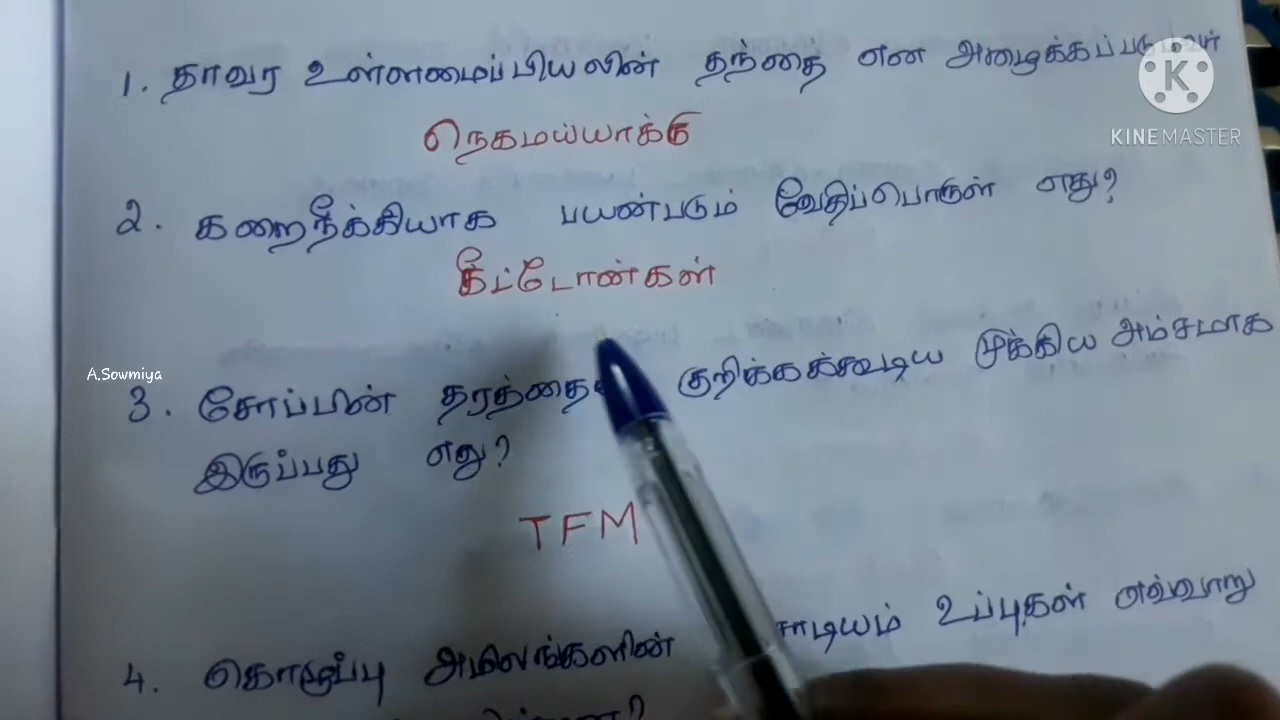 1. தாவர உள்ளமைப்பியலின் தந்தை என அழைக்கப்படுபவர்
KINEMASTER
நெகமய்யாக்கு
2. கறைநீக்கியாக பயன்படும் வேதிப்பொருள் எது?
கீட்டோன்கள்
A.Sowmiya
3. சோப்பின் தரத்தை குறிக்கக்கூடிய முக்கிய அம்சமாக
இருப்பது எது?
TFM
4. கொழுப்பு அமிலங்களின் சோடியம் உப்புகள் எவ்வாறு